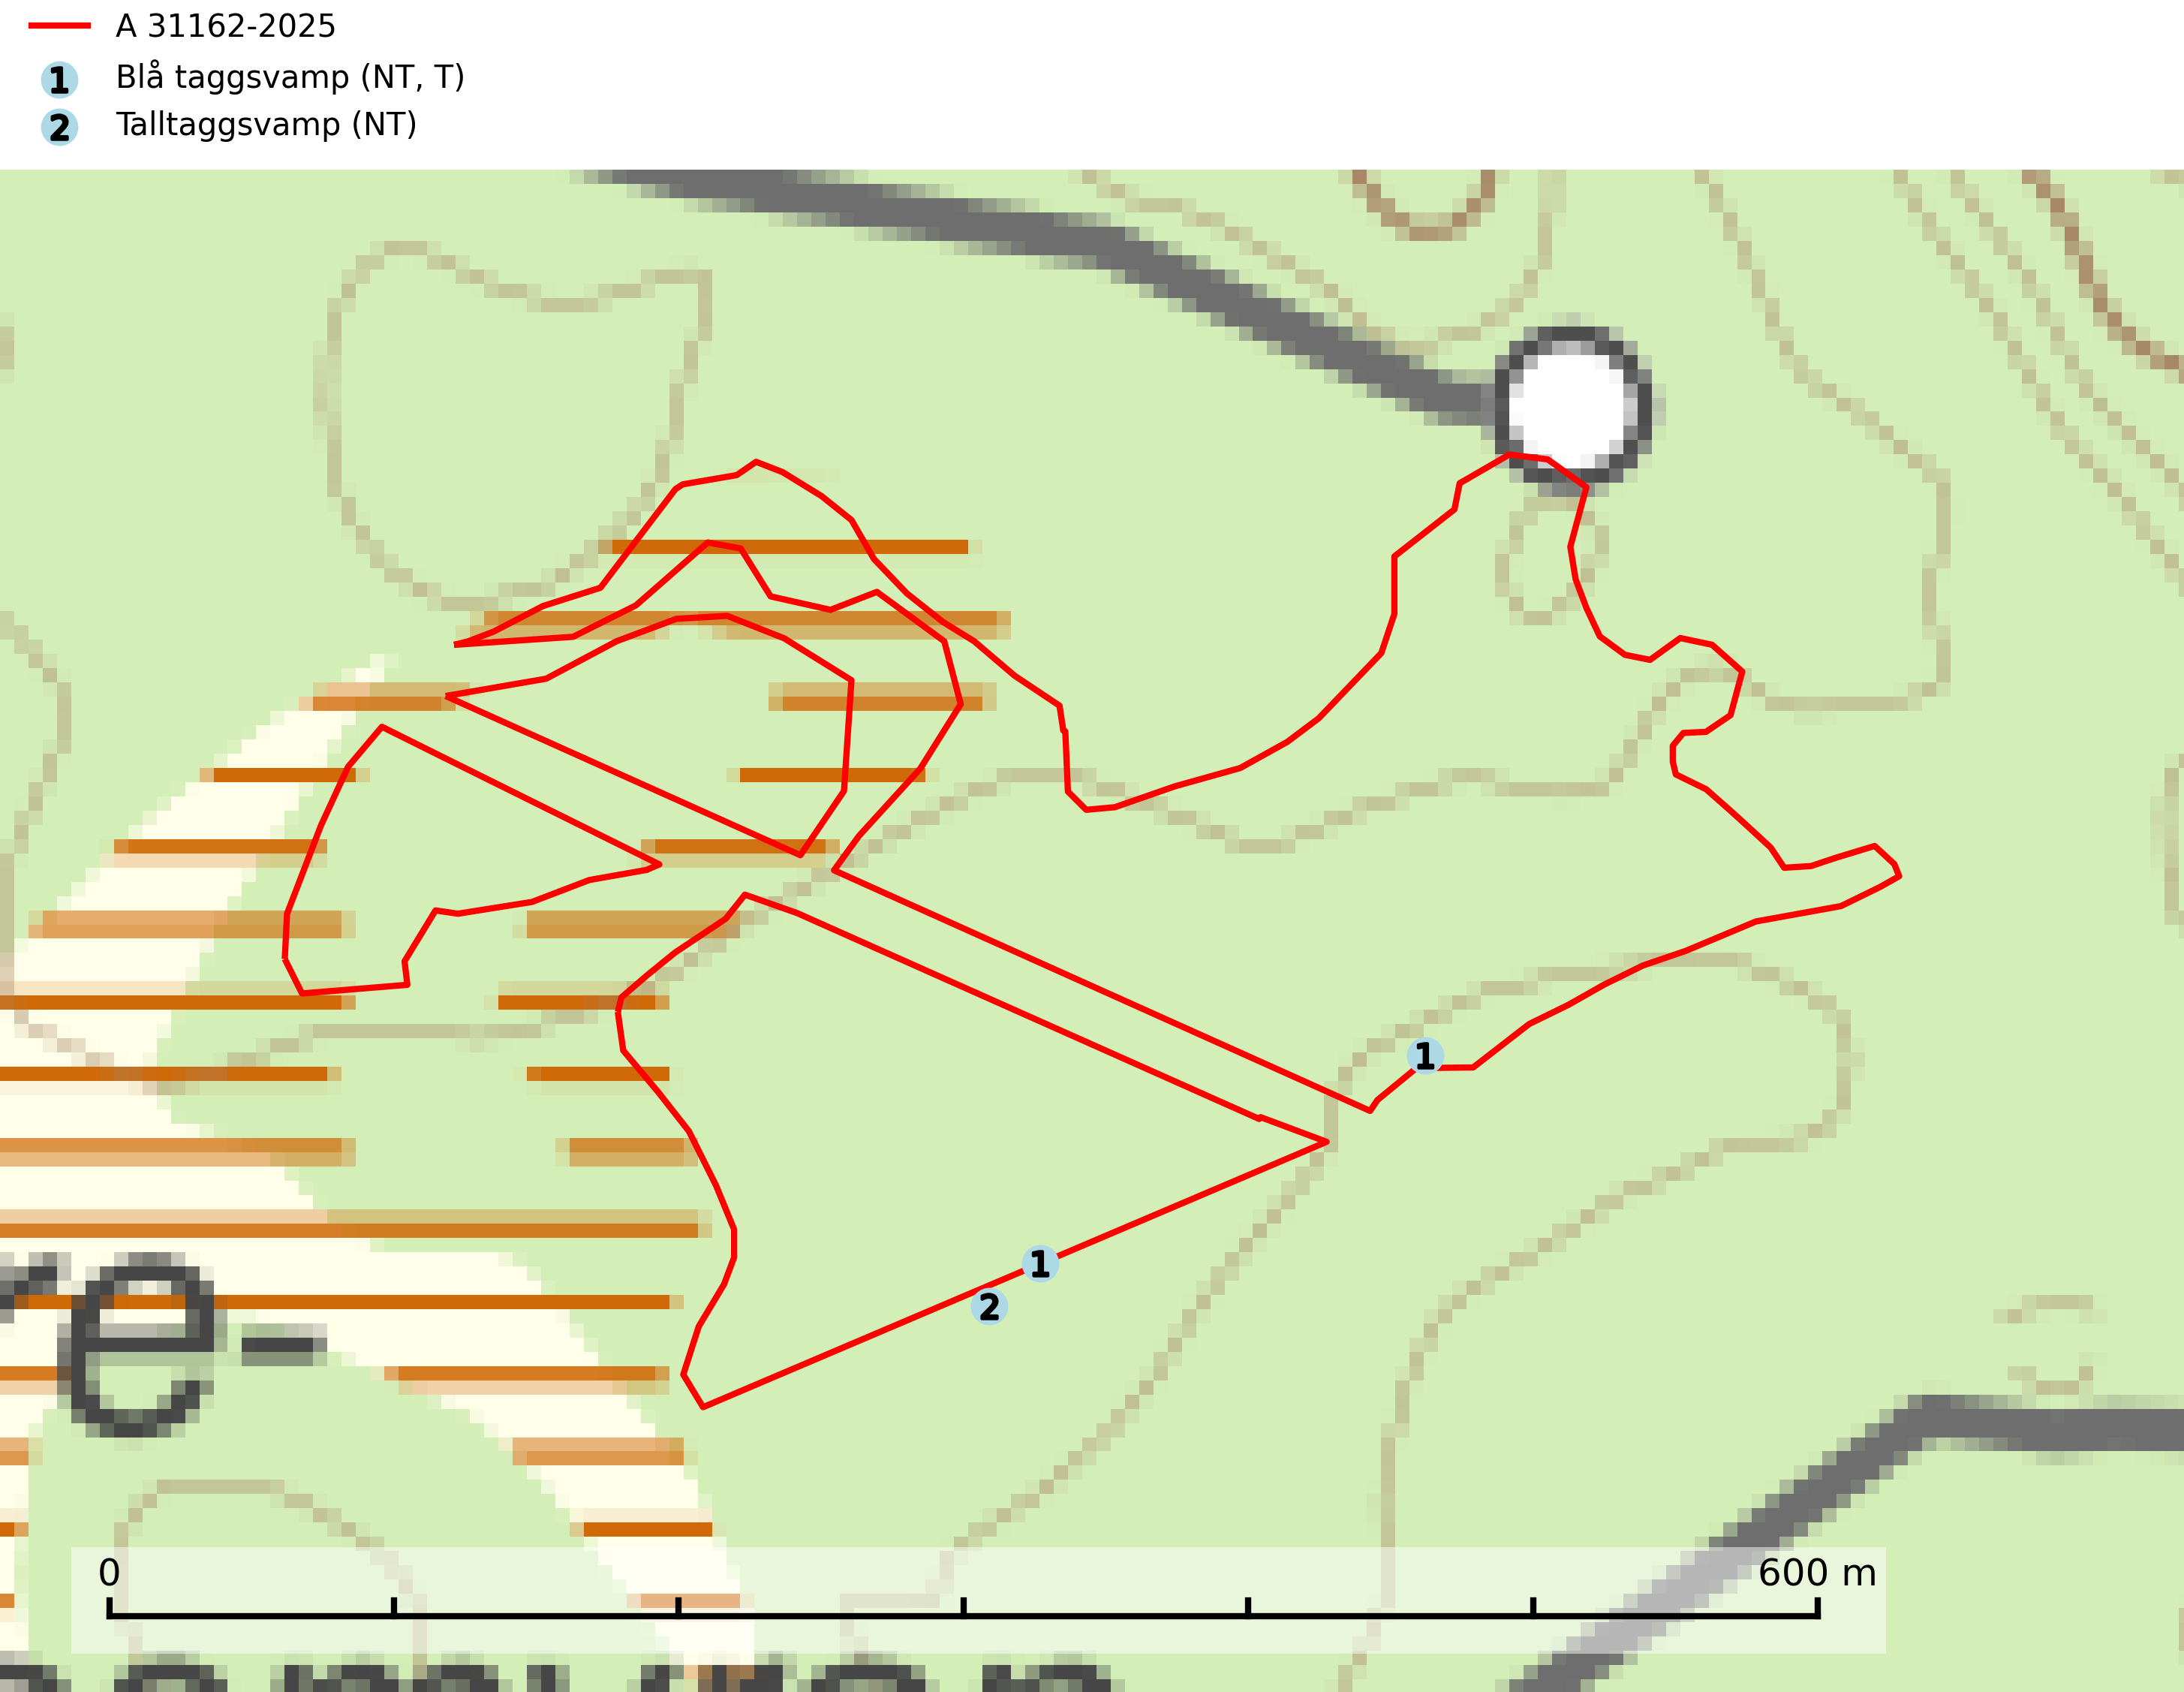 A 31162-2025
1 Blå taggsvamp (NT, T)
2 Talltaggsvamp (NT)
1
1
2
e-
0 600 m